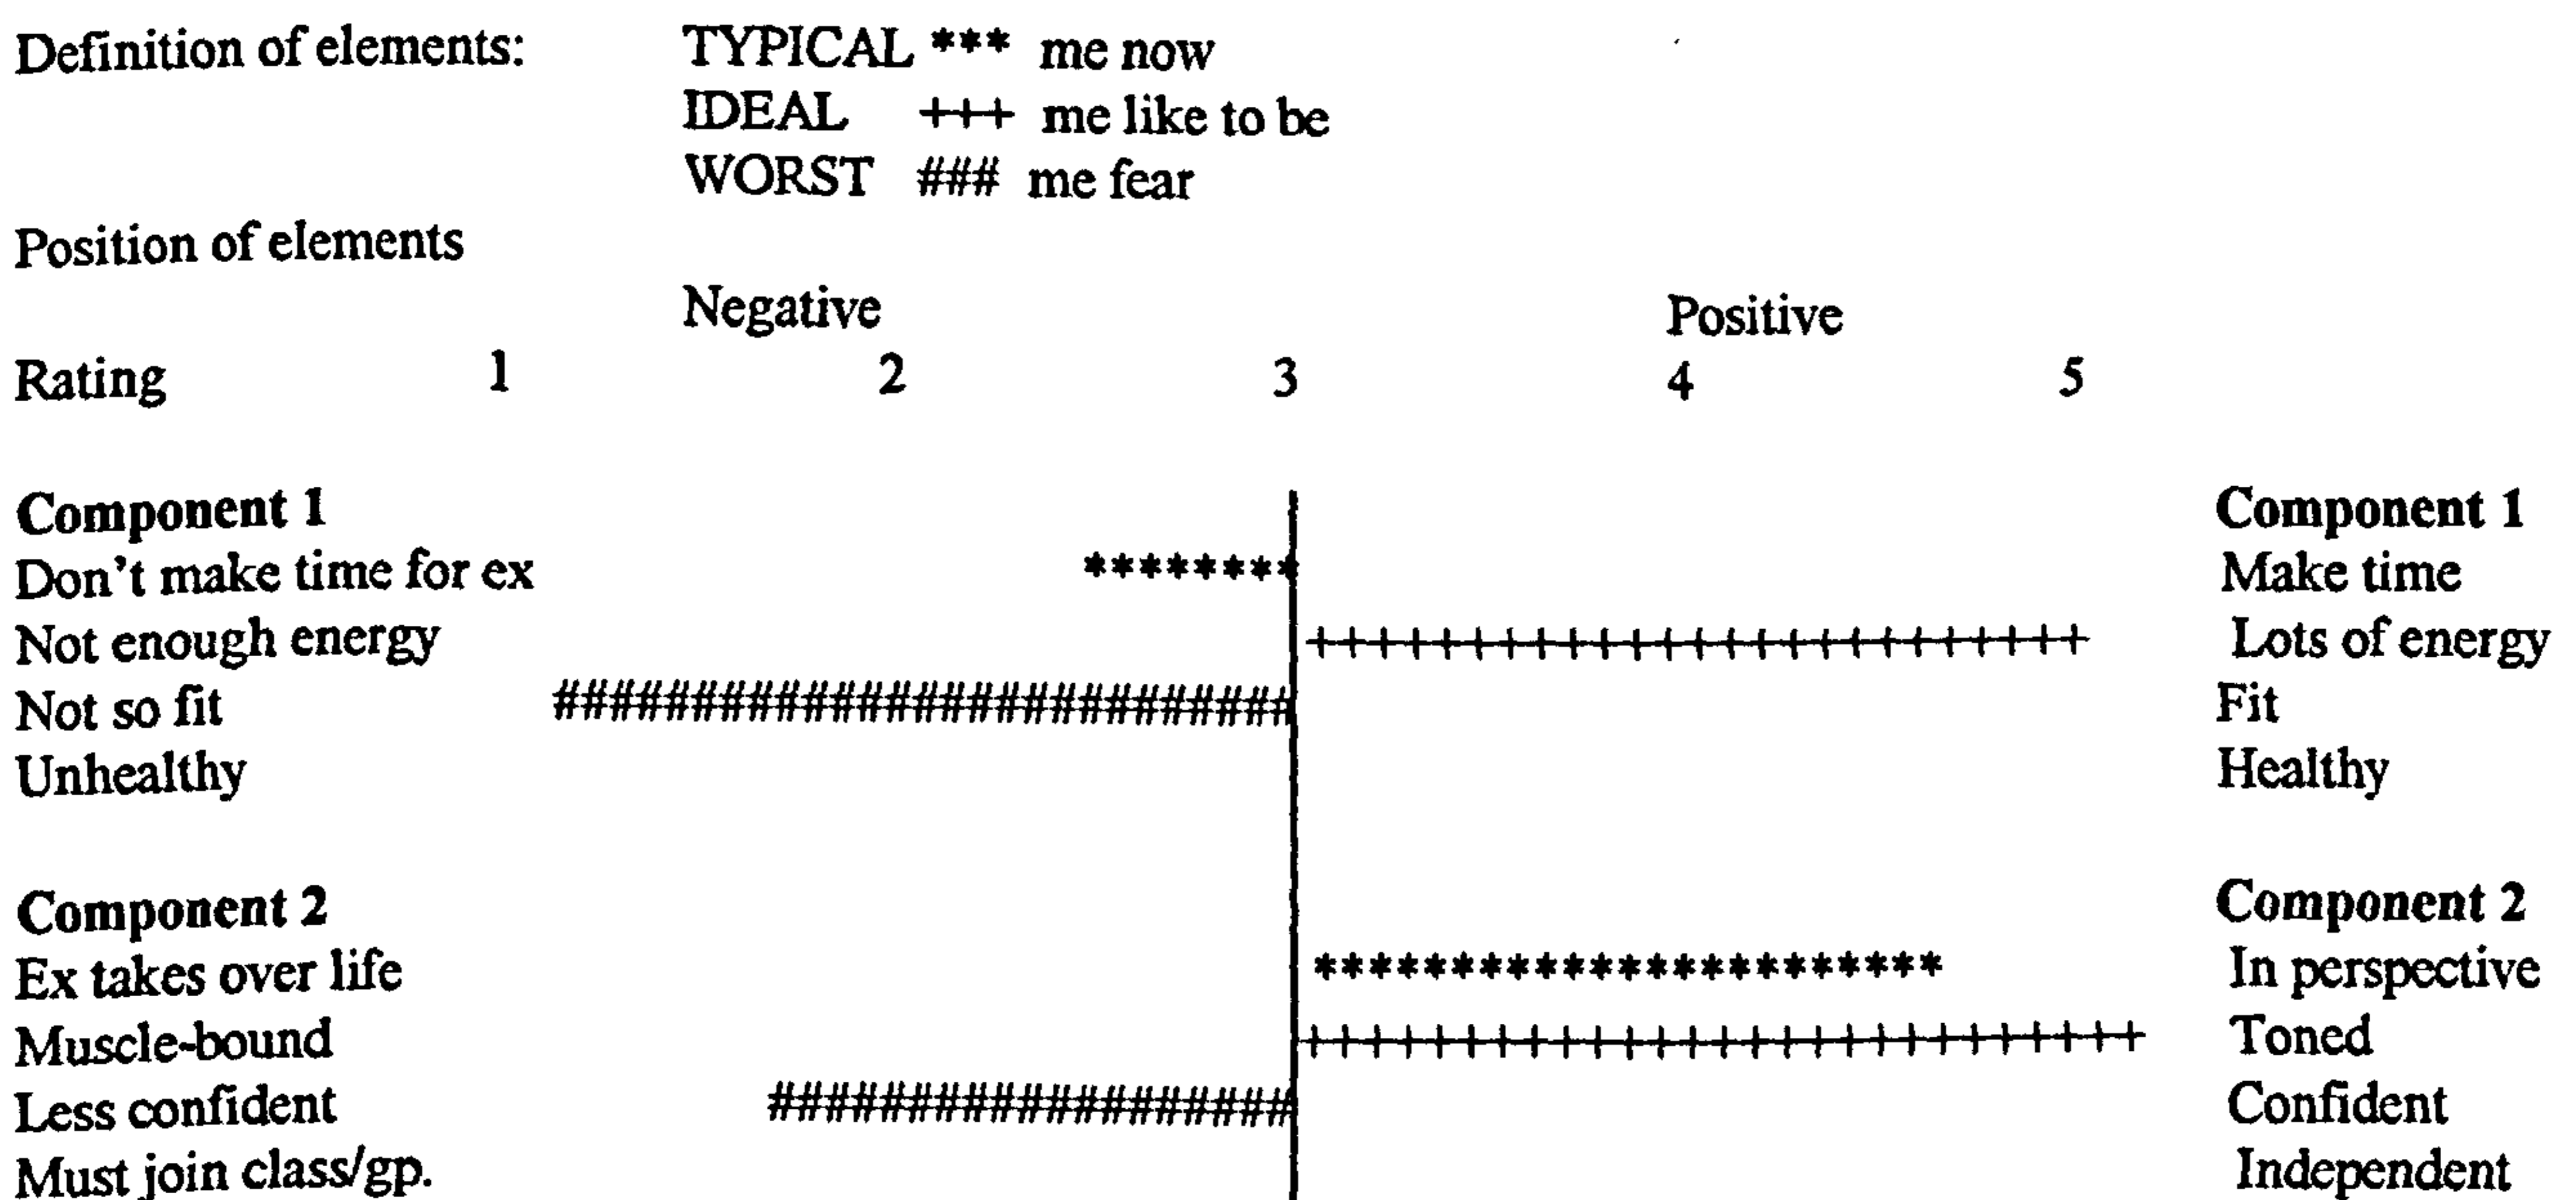 Definition of elements: TYPICAL *** me now
IDEAL +++ me like to be
WORST ### me fear
Position of elements
Negative Positive
Rating 1 2 3 4 5
Component 1 Component 1
Don't make time for ex ******** Make time
Not enough energy +++++++++++++++++++++++++ Lots of energy
Not so fit ########################### Fit
Unhealthy Healthy
Component 2 Component 2
Ex takes over life *********************** In perspective
Muscle-bound +++++++++++++++++++++++++++ Toned
Less confident ################### Confident
Must join class/gp. Independent